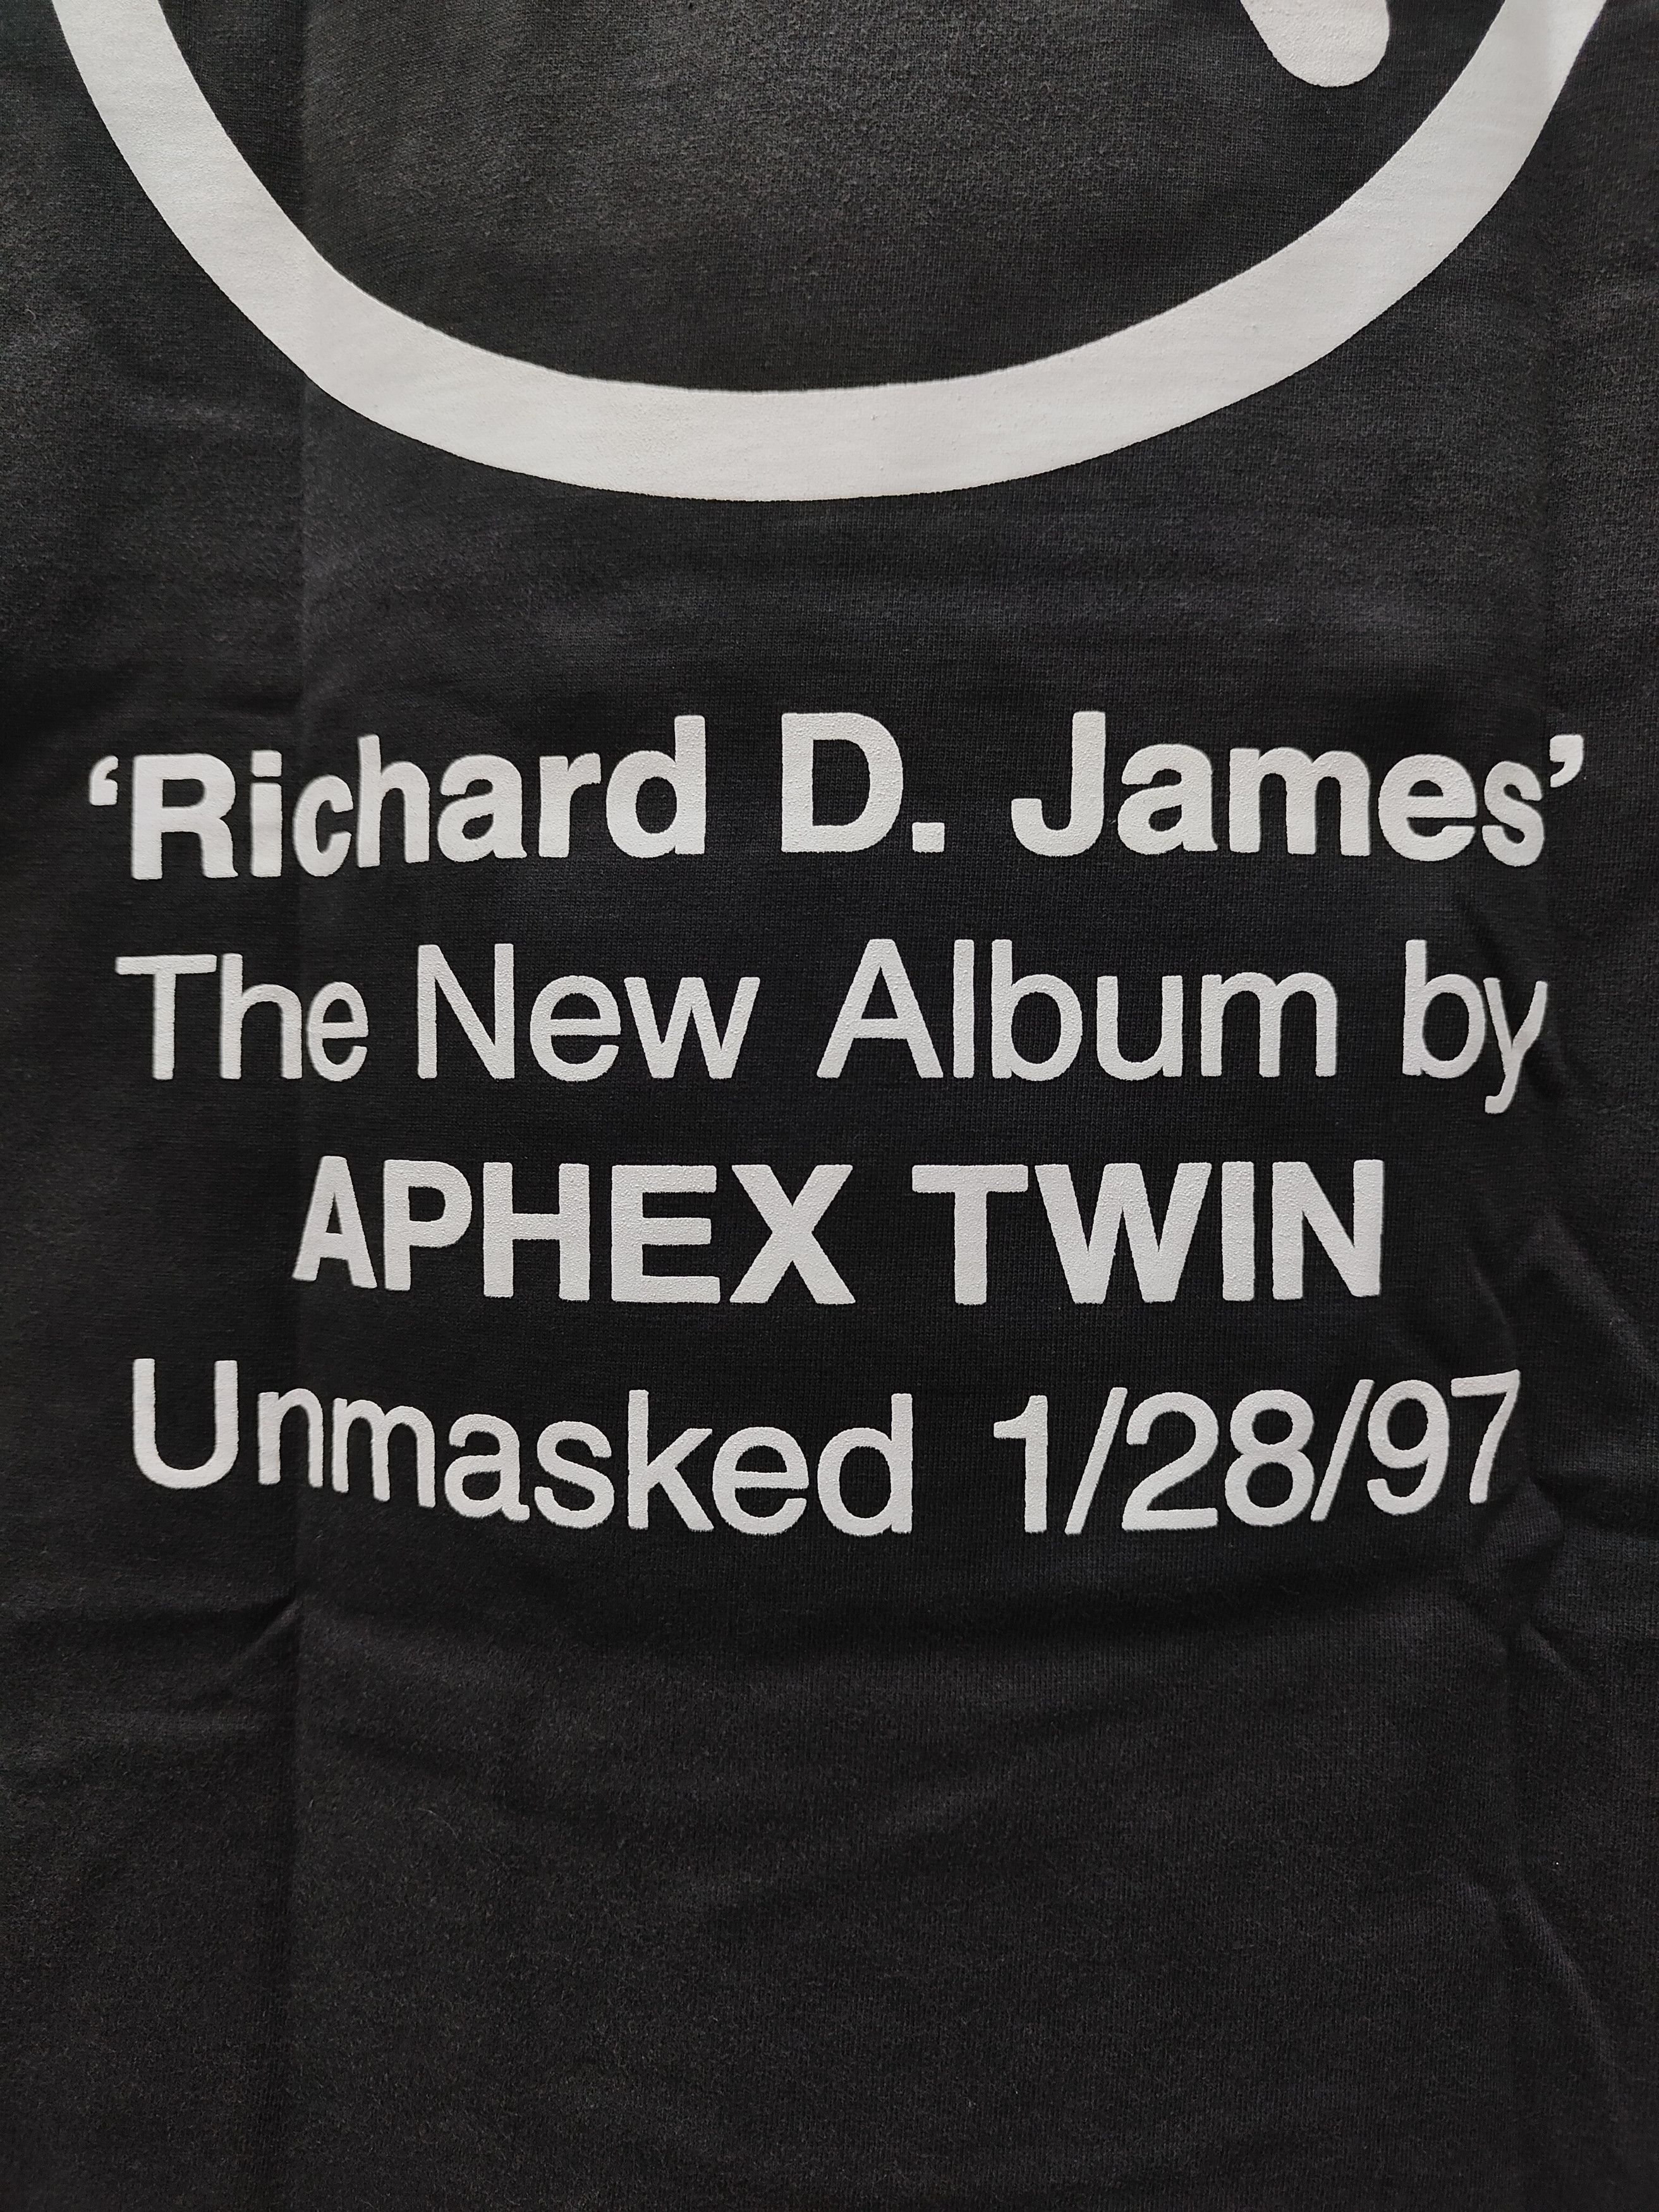 ‘Richard D. James’
The New Album by
APHEX TWIN
Unmasked 1/28/97